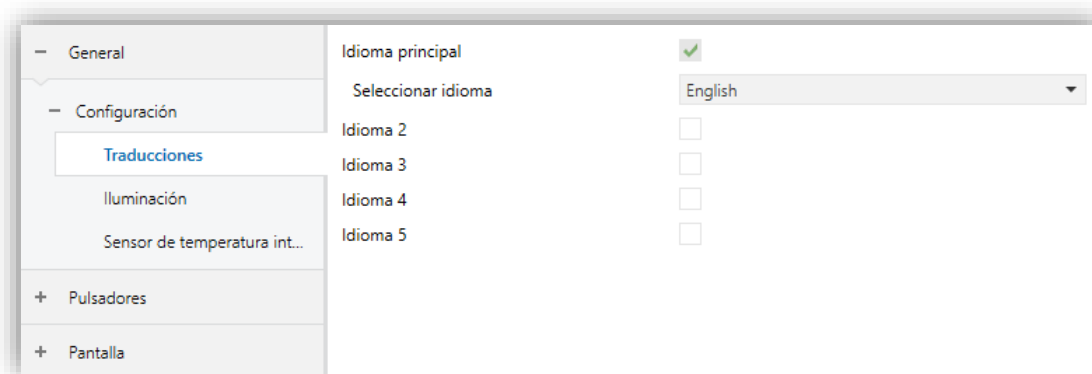 General
Configuración
Traducciones
Iluminación
Sensor de temperatura int...
Pulsadores
Pantalla
Idioma principal
Seleccionar idioma
English
Idioma 2
Idioma 3
Idioma 4
Idioma 5